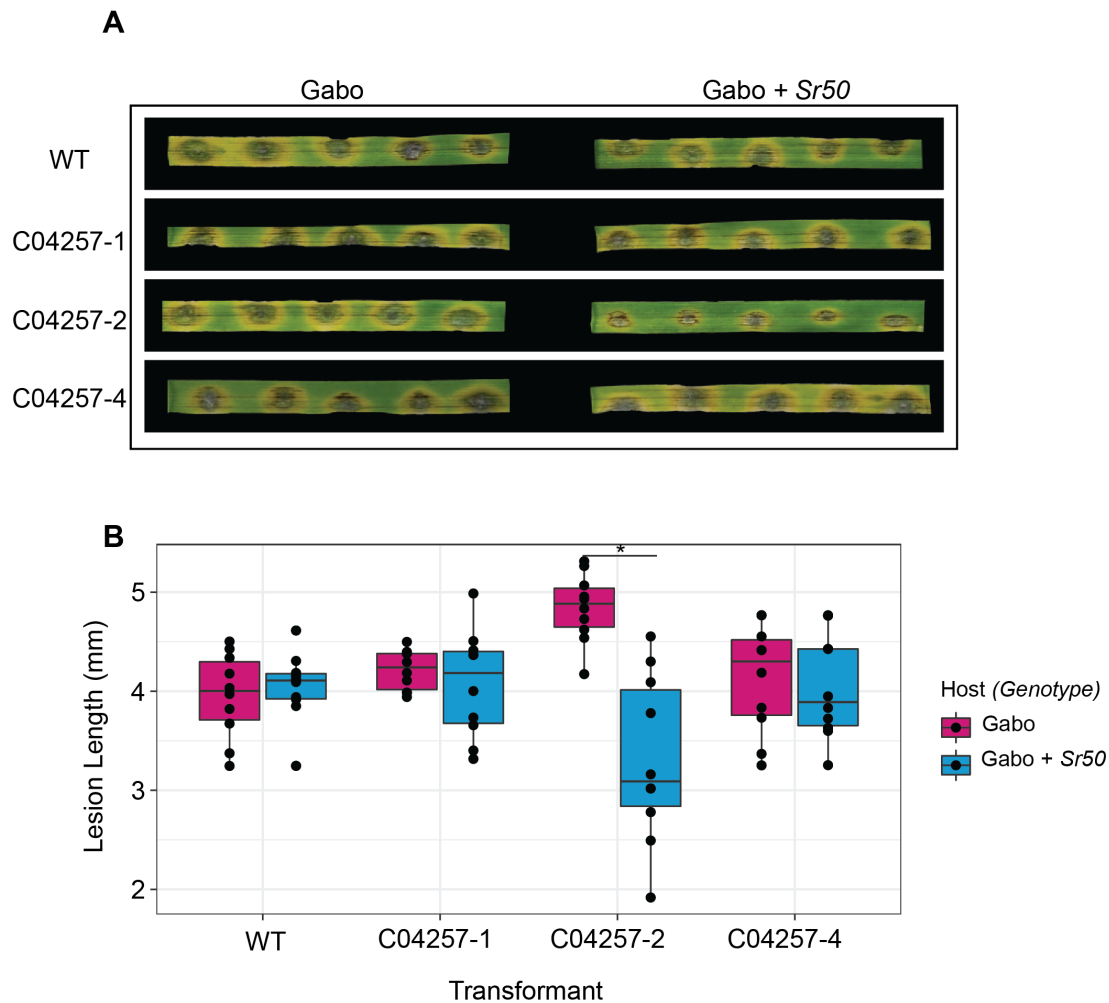 A
Gabo Gabo + Sr50
WT
C04257-1
C04257-2
C04257-4
B
*
5
4
3
2
Lesion Length (mm)
WT C04257-1 C04257-2 C04257-4
Transformant
Host (Genotype)
Gabo
Gabo + Sr50